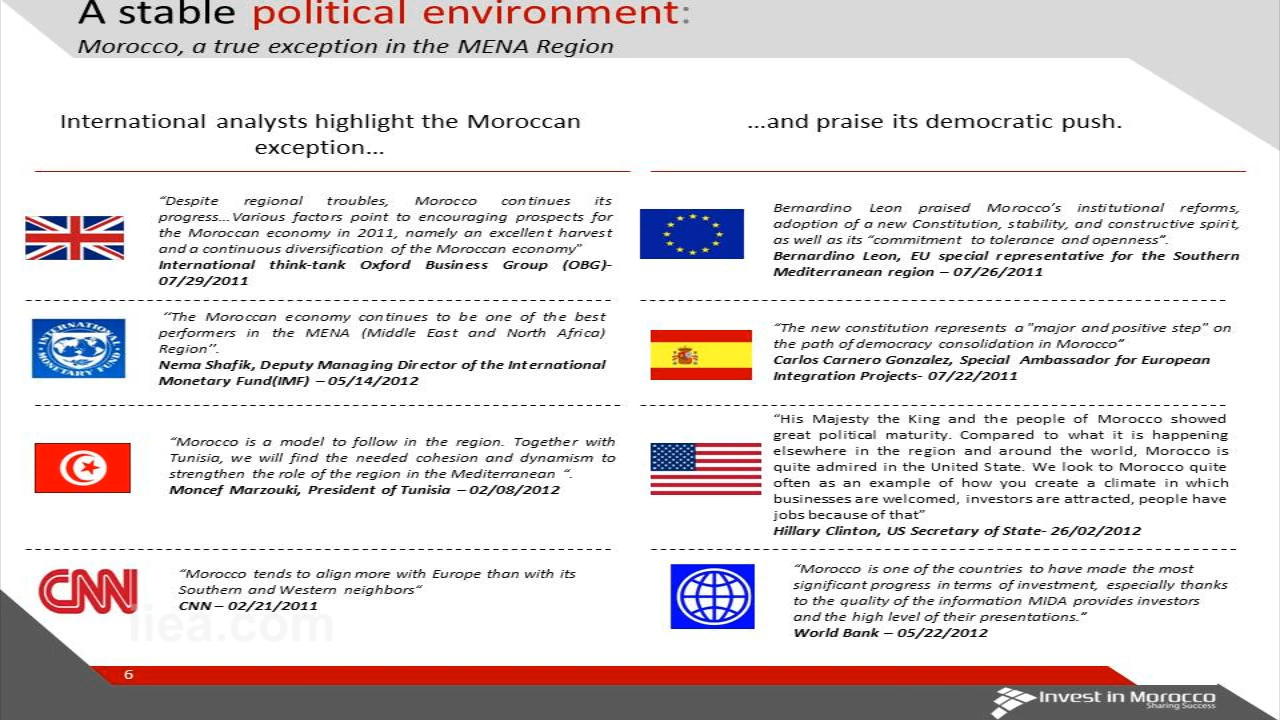 A stable political environment:
Morocco, a true exception in the MENA Region
International analysts highlight the Moroccan
exception...
"Despite regional troubles, Morocco continues its
progress...Various factors point to encouraging prospects for
the Moroccan economy in 2011, namely an excellent harvest
and a continuous diversification of the Moroccan economy"
International think-tank Oxford Business Group (OBG)-
07/29/2011
INTERNATIONAL
MONETARY FUND
"The Moroccan economy continues to be one of the best
performers in the MENA (Middle East and North Africa)
Region".
Nema Shafik, Deputy Managing Director of the International
Monetary Fund(IMF) – 05/14/2012
"Morocco is a model to follow in the region. Together with
Tunisia, we will find the needed cohesion and dynamism to
strengthen the role of the region in the Mediterranean ".
Moncef Marzouki, President of Tunisia – 02/08/2012
CNN
"Morocco tends to align more with Europe than with its
Southern and Western neighbors"
CNN – 02/21/2011
liea.com
...and praise its democratic push.
Bernardino Leon praised Morocco's institutional reforms,
adoption of a new Constitution, stability, and constructive spirit,
as well as its "commitment to tolerance and openness".
Bernardino Leon, EU special representative for the Southern
Mediterranean region – 07/26/2011
"The new constitution represents a "major and positive step" on
the path of democracy consolidation in Morocco"
Carlos Carnero Gonzalez, Special Ambassador for European
Integration Projects- 07/22/2011
"His Majesty the King and the people of Morocco showed
great political maturity. Compared to what it is happening
elsewhere in the region and around the world, Morocco is
quite admired in the United State. We look to Morocco quite
often as an example of how you create a climate in which
businesses are welcomed, investors are attracted, people have
jobs because of that"
Hillary Clinton, US Secretary of State- 26/02/2012
"Morocco is one of the countries to have made the most
significant progress in terms of investment, especially thanks
to the quality of the information MIDA provides investors
and the high level of their presentations."
World Bank – 05/22/2012
6
Invest in Morocco
Sharing Success